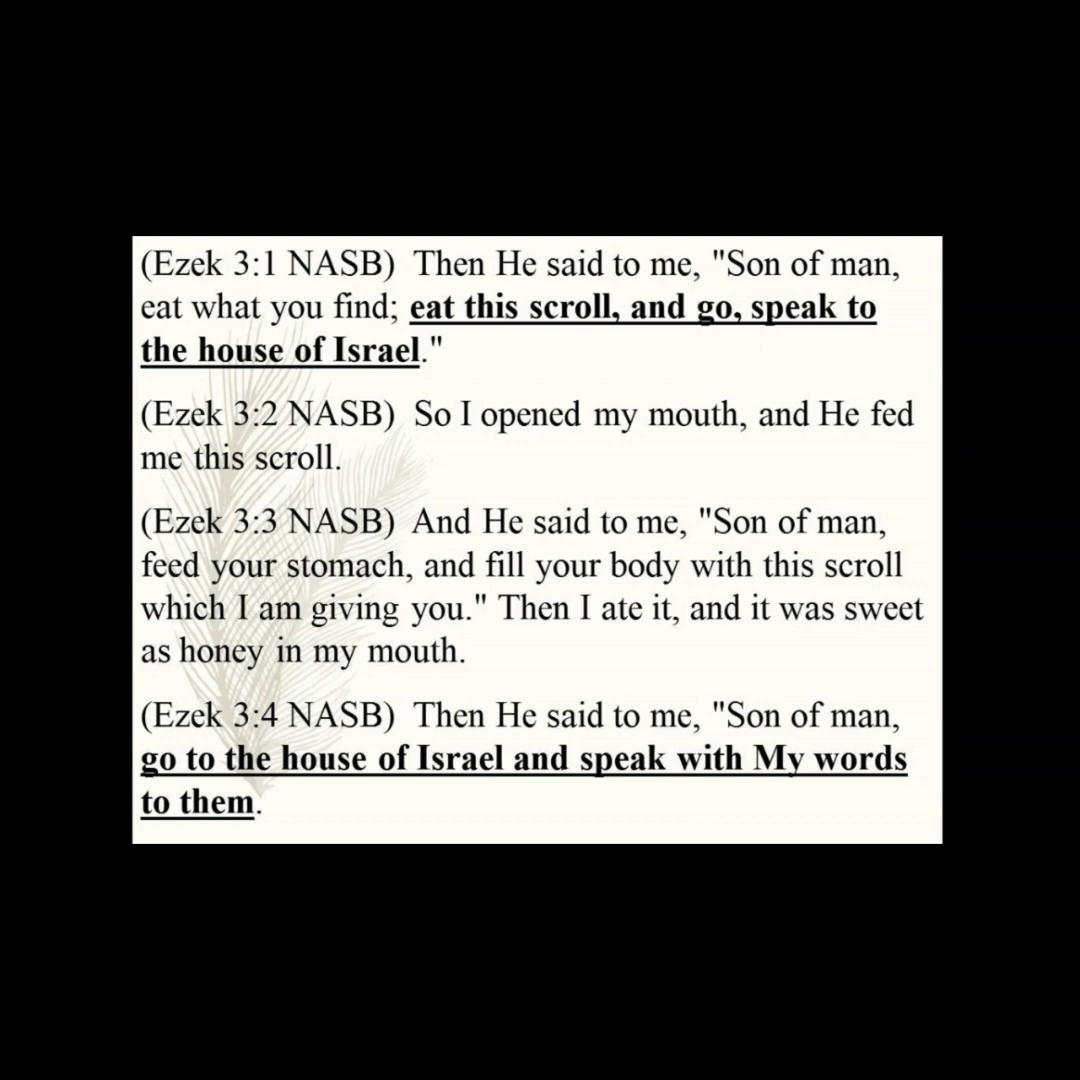 (Ezek 3:1 NASB)  Then He said to me, "Son of man,
eat what you find; eat this scroll, and go, speak to
the house of Israel."
(Ezek 3:2 NASB)  So I opened my mouth, and He fed
me this scroll.
(Ezek 3:3 NASB)  And He said to me, "Son of man,
feed your stomach, and fill your body with this scroll
which I am giving you." Then I ate it, and it was sweet
as honey in my mouth.
(Ezek 3:4 NASB)  Then He said to me, "Son of man,
go to the house of Israel and speak with My words
to them.